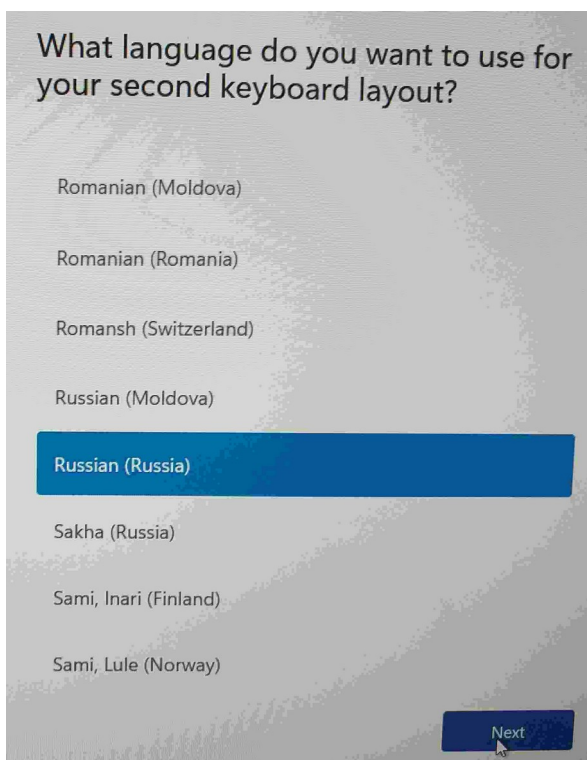 What language do you want to use for
your second keyboard layout?
Romanian (Moldova)
Romanian (Romania)
Romansh (Switzerland)
Russian (Moldova)
Russian (Russia)
Sakha (Russia)
Sami, Inari (Finland)
Sami, Lule (Norway)
Next